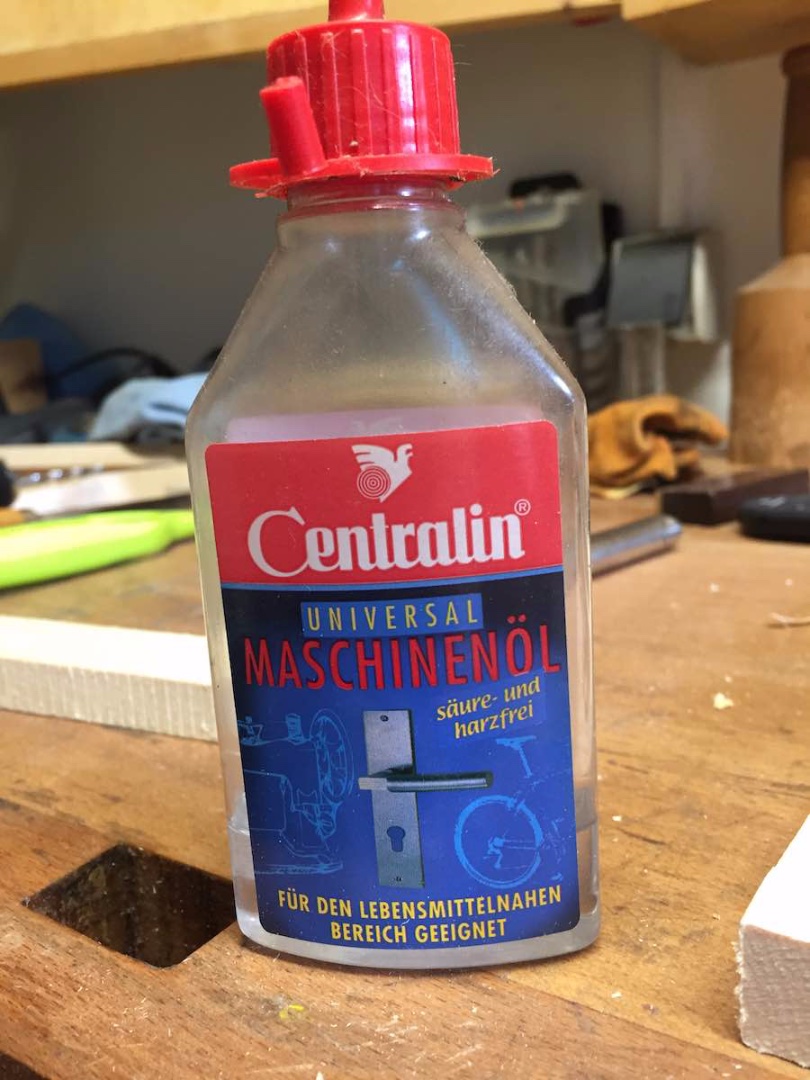 Centralin®
UNIVERSAL
MASCHINENÖL
säure- und
harzfrei
FÜR DEN LEBENSMITTELNAHEN
BEREICH GEEIGNET